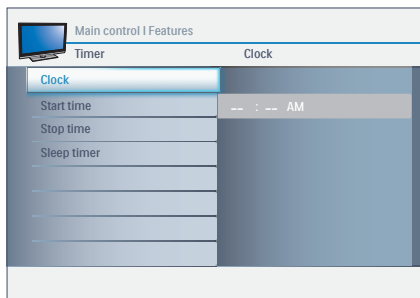 Main control l Features
Timer Clock
Clock
Start time
-- : -- AM
Stop time
Sleep timer